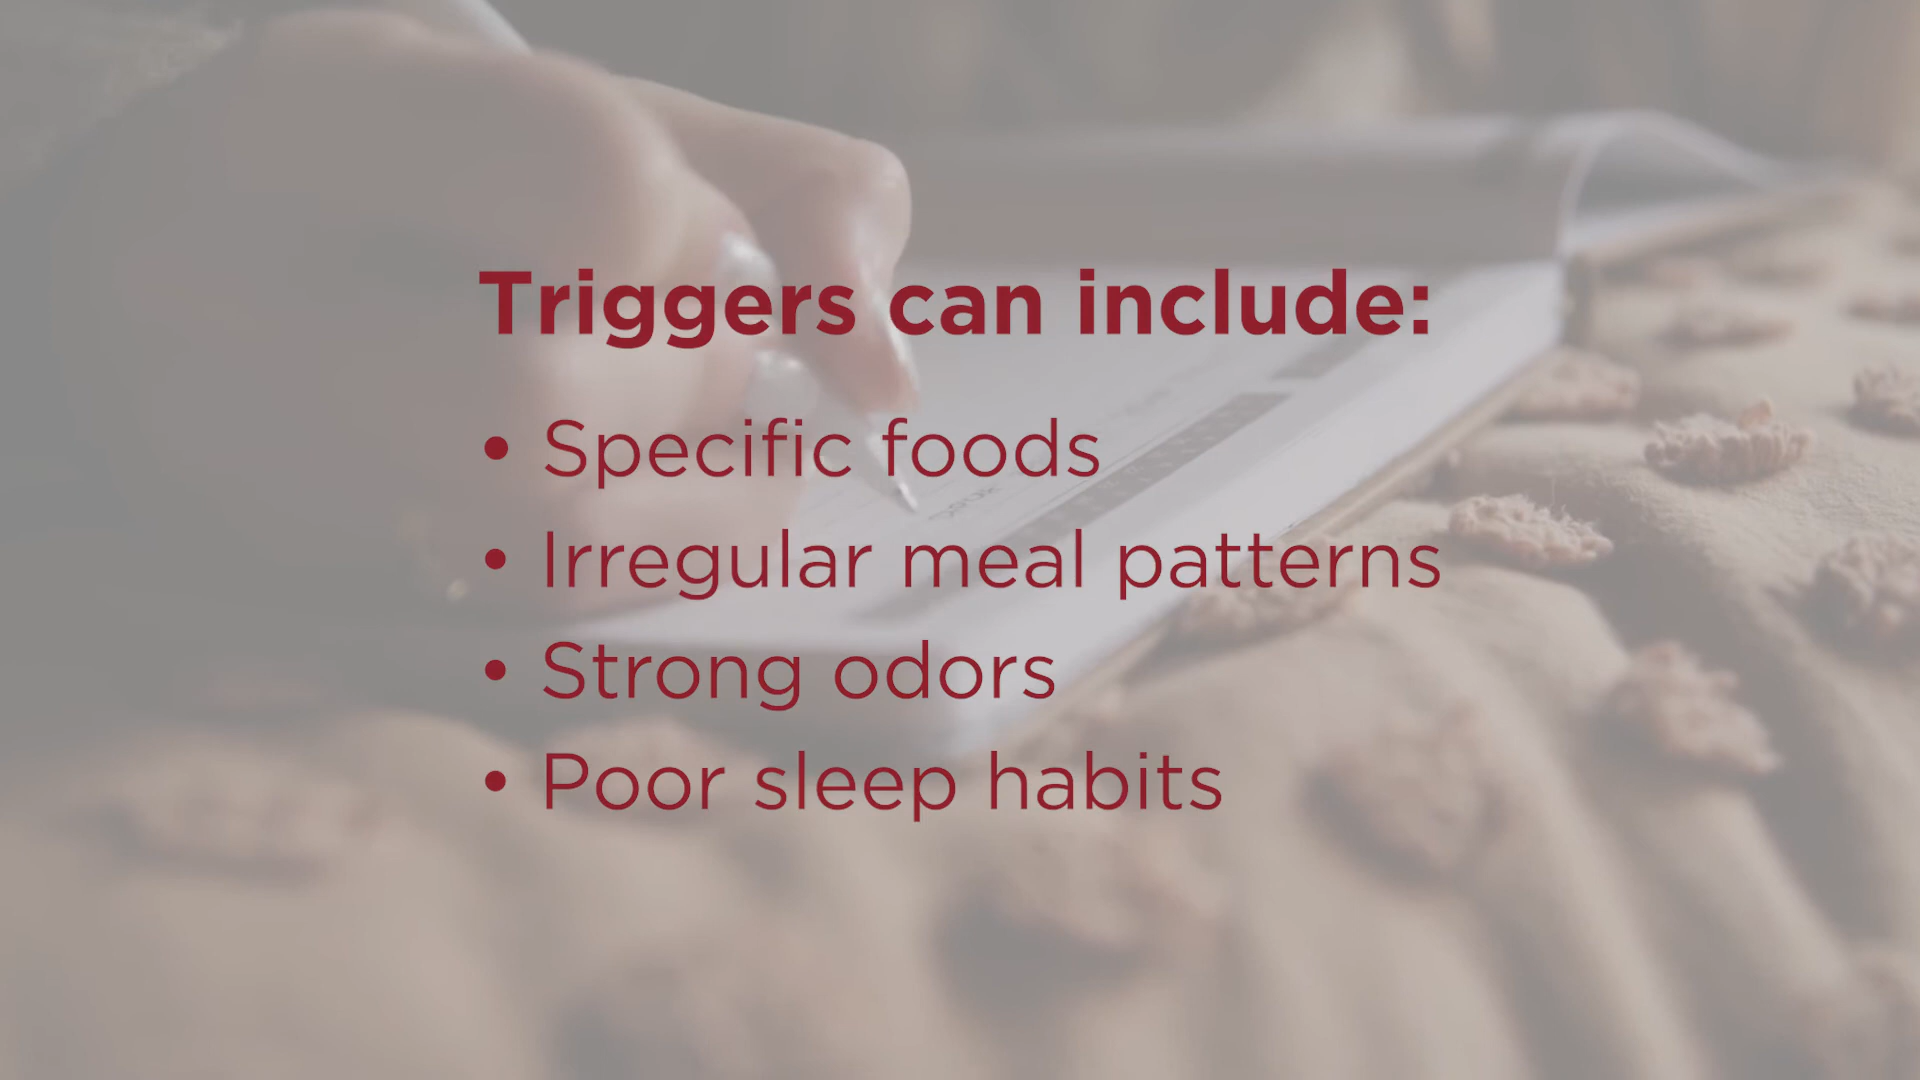 Triggers can include:
• Specific foods
• Irregular meal patterns
• Strong odors
• Poor sleep habits